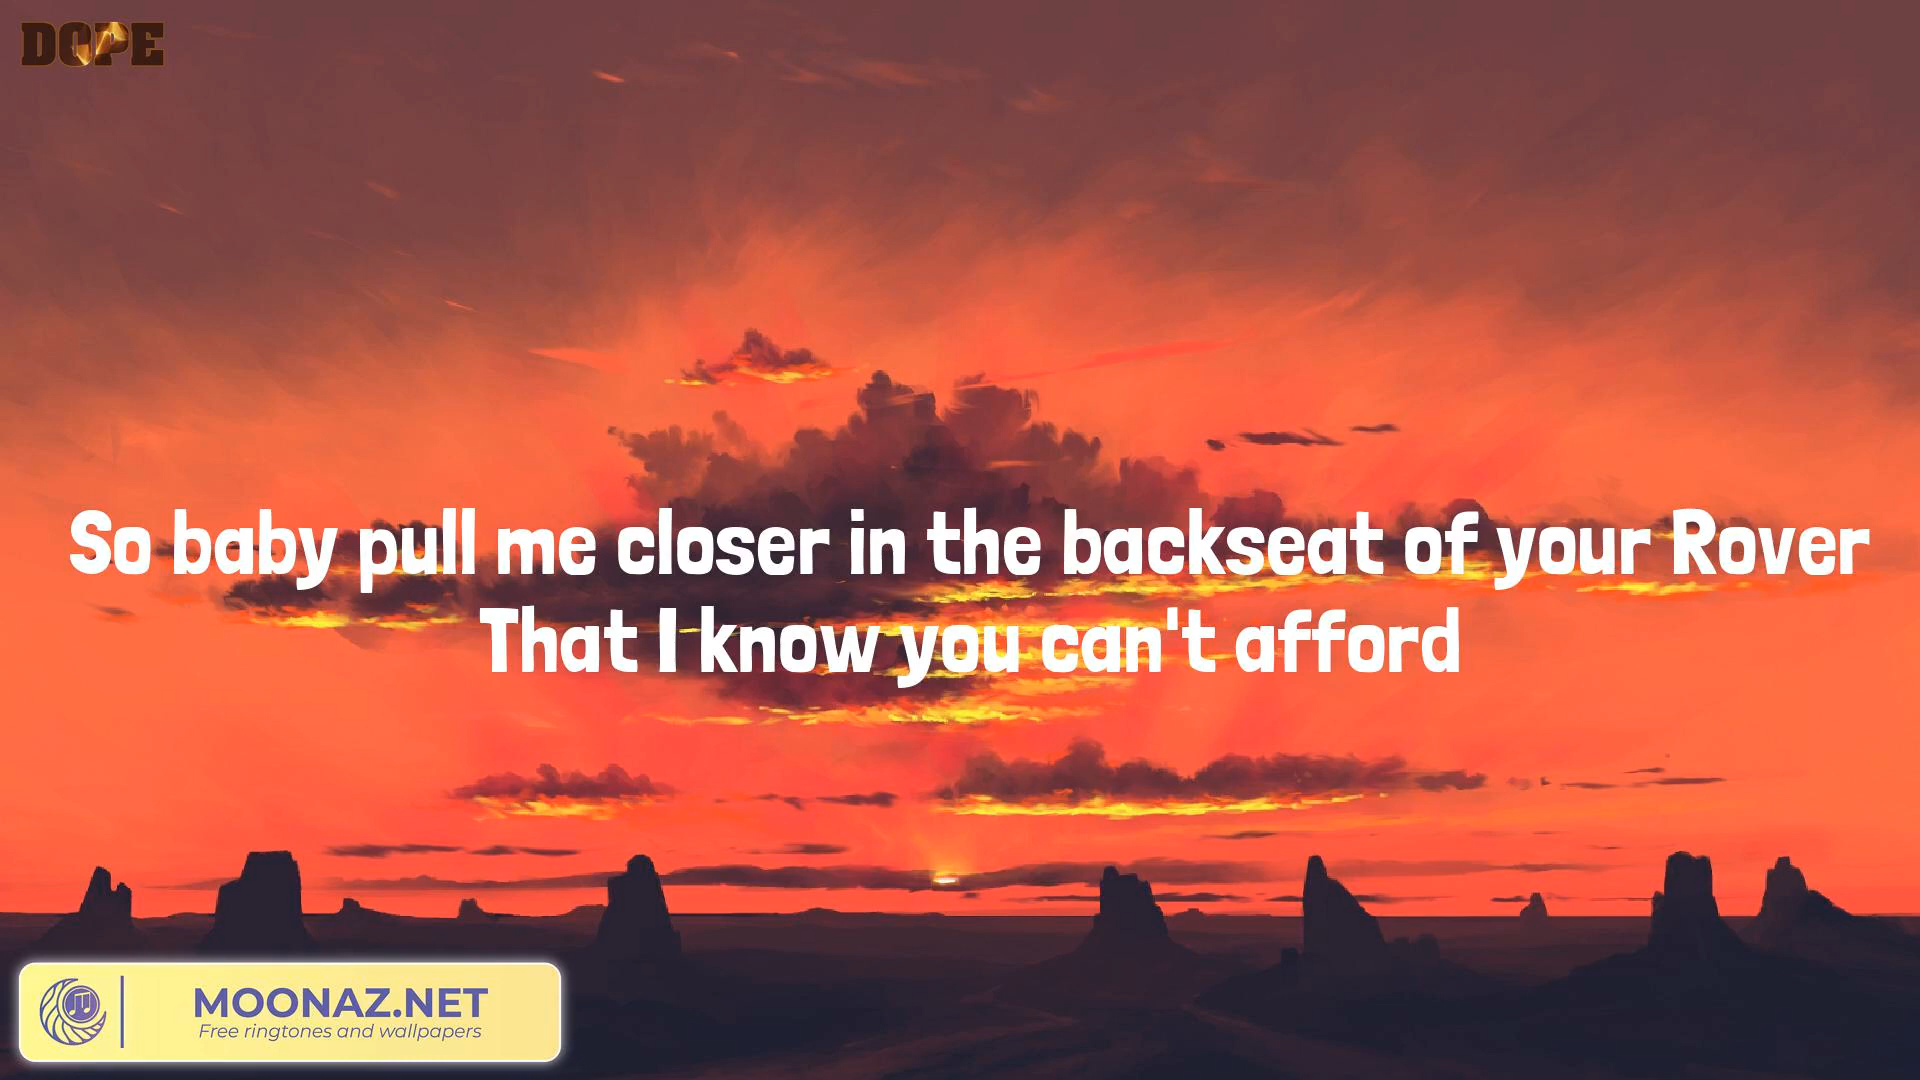 DOPE
So baby pull me closer in the backseat of your Rover
That I know you can't afford
MOONAZ.NET
Free ringtones and wallpapers